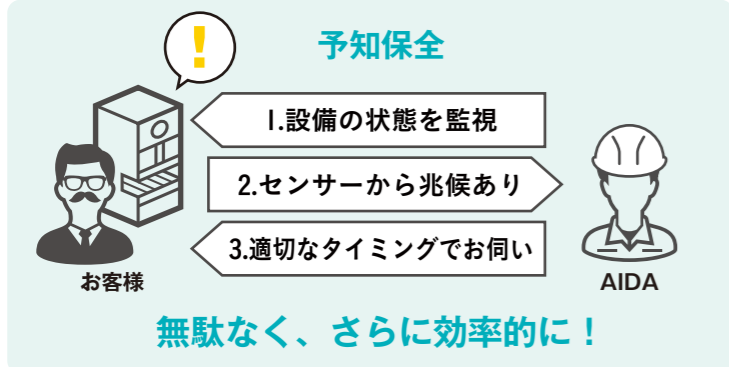 !
予知保全
1.設備の状態を監視
2.センサーから兆候あり
3.適切なタイミングでお伺い
お客様
AIDA
無駄なく、さらに効率的に！